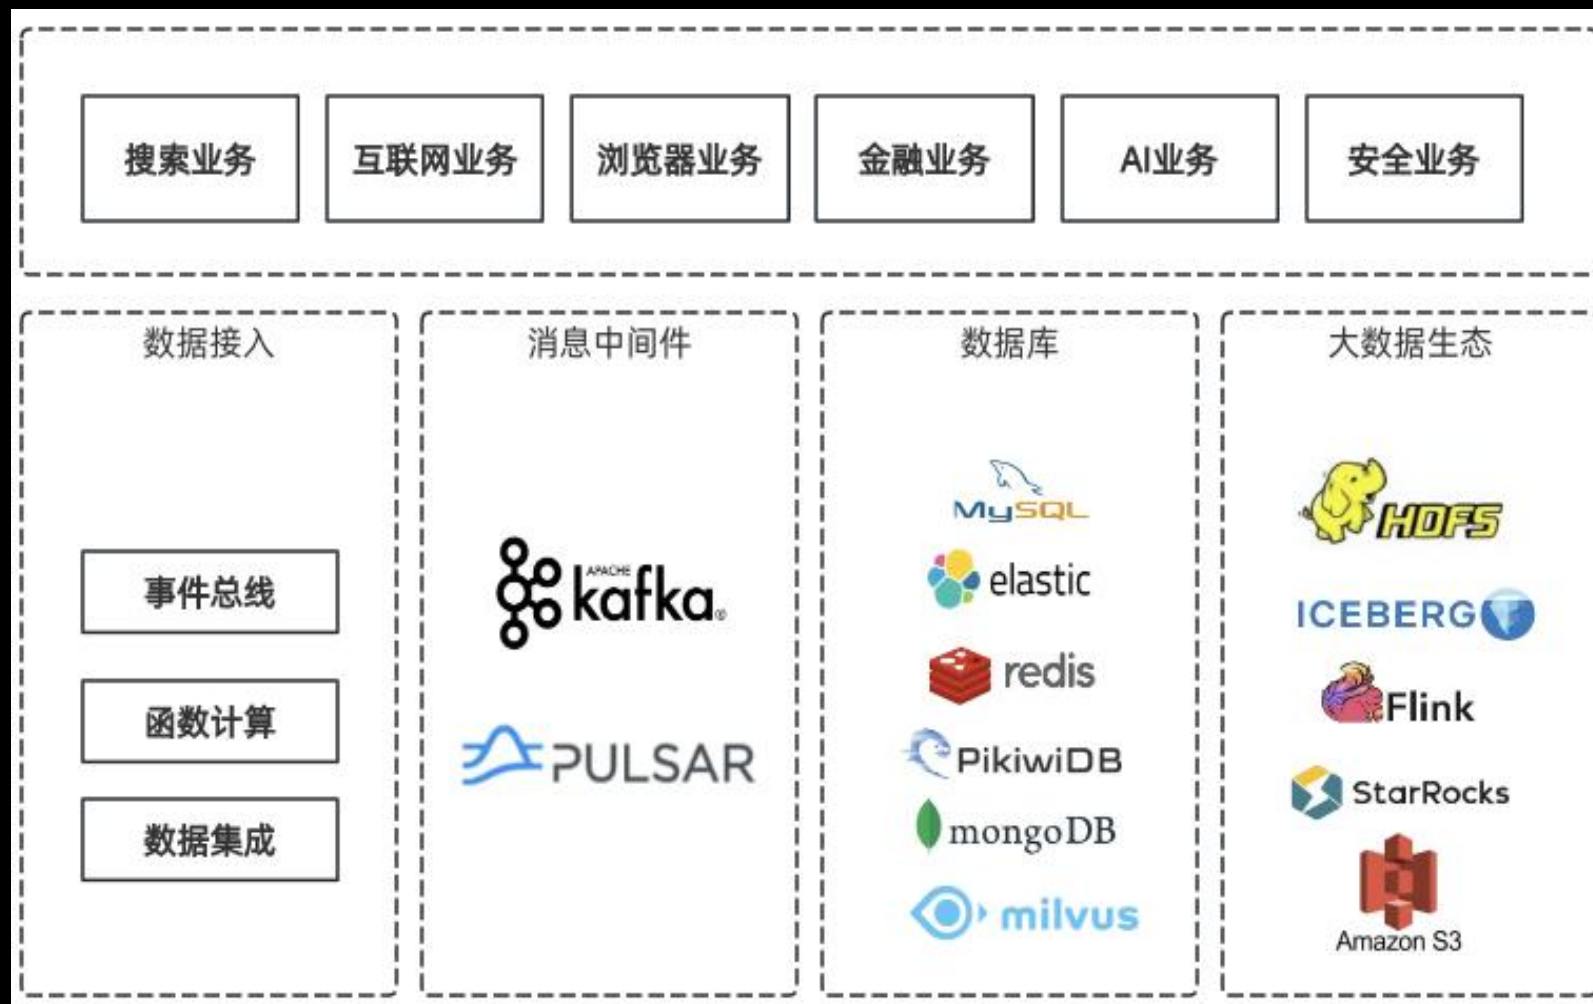 搜索业务
互联网业务
浏览器业务
金融业务
AI业务
安全业务
数据接入
事件总线
函数计算
数据集成
消息中间件
APACHE
kafka®
PULSAR
数据库
MySQL
elastic
redis
PikiwiDB
mongoDB
milvus
大数据生态
HDFS
ICEBERG
Flink
StarRocks
Amazon S3